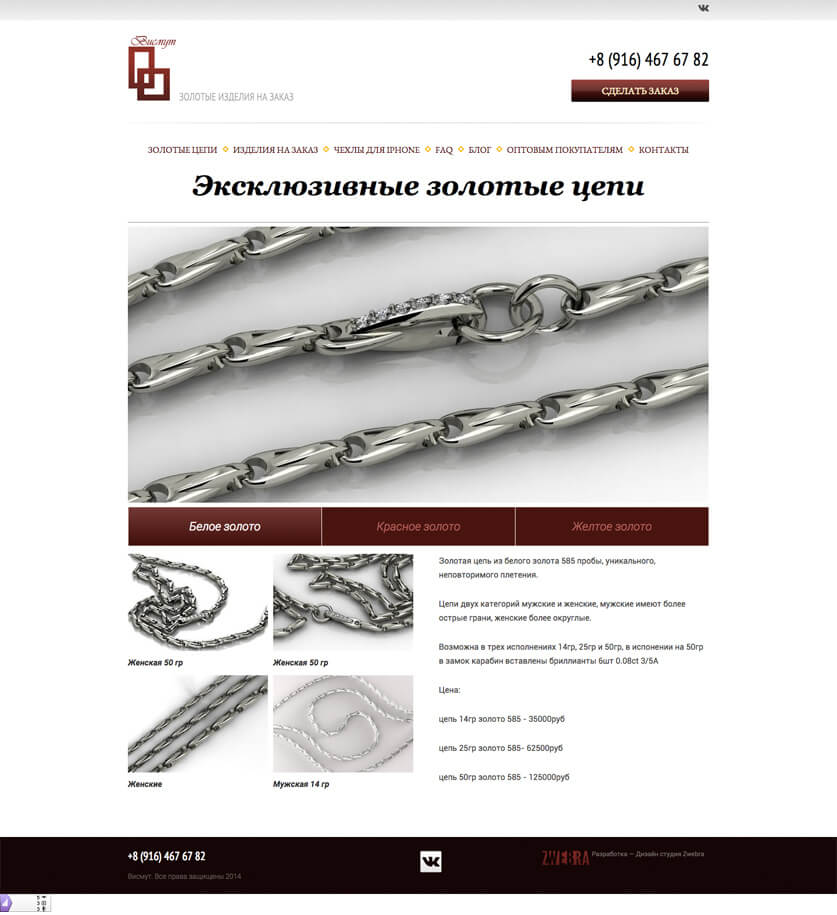 Висмут
ЗОЛОТЫЕ ИЗДЕЛИЯ НА ЗАКАЗ
+8 (916) 467 67 82
СДЕЛАТЬ ЗАКАЗ
ЗОЛОТЫЕ ЦЕПИ ИЗДЕЛИЯ НА ЗАКАЗ ЧЕХЛЫ ДЛЯ IPHONE FAQ БЛОГ ОПТОВЫМ ПОКУПАТЕЛЯМ КОНТАКТЫ
Эксклюзивные золотые цепи
Белое золото Красное золото Желтое золото
Женская 50 гр Женская 50 гр
Женские Мужская 14 гр
Золотая цепь из белого золота 585 пробы, уникального,
неповторимого плетения.
Цепи двух категорий мужские и женские, мужские имеют более
острые грани, женские более округлые.
Возможна в трех исполнениях 14гр, 25гр и 50гр, в испонении на 50гр
в замок карабин вставлены бриллианты 6шт 0.08ct 3/5А
Цена:
цепь 14гр золото 585 - 35000руб
цепь 25гр золото 585- 62500руб
цепь 50гр золото 585 - 125000руб
+8 (916) 467 67 82
Висмут. Все права защищены 2014
ZWEBRA Разработка — Дизайн студия Zwebra